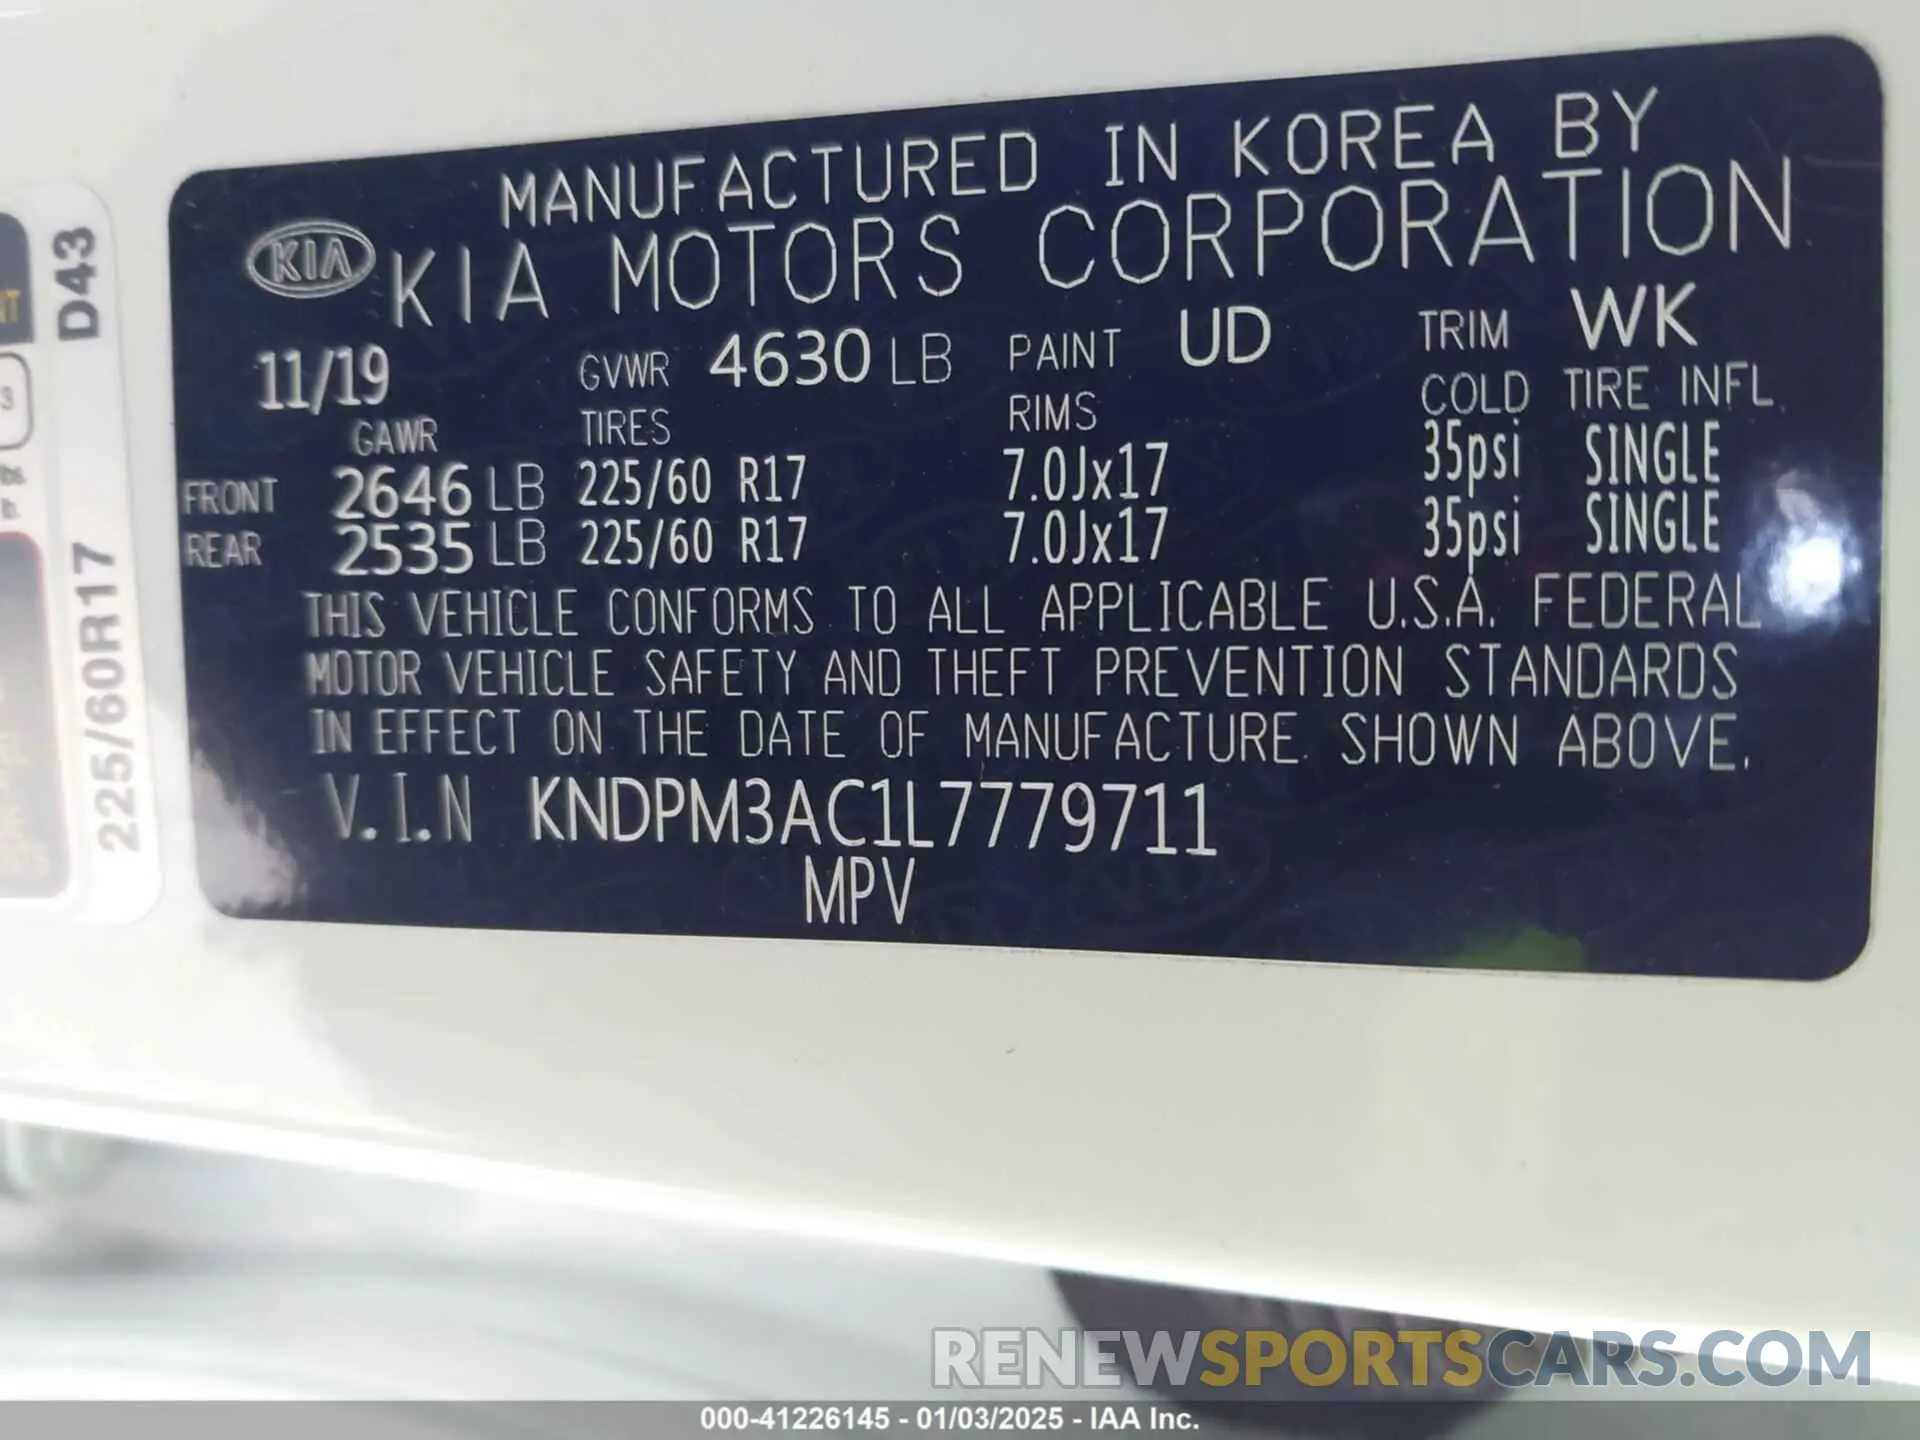 MANUFACTURED IN KOREA BY
KIA KIA MOTORS CORPORATION
11/19 GVWR 4630 LB PAINT UD TRIM WK
GAWR TIRES RIMS COLD TIRE INFL.
FRONT 2646 LB 225/60 R17 7.0Jx17 35psi SINGLE
REAR 2535 LB 225/60 R17 7.0Jx17 35psi SINGLE
THIS VEHICLE CONFORMS TO ALL APPLICABLE U.S.A. FEDERAL
MOTOR VEHICLE SAFETY AND THEFT PREVENTION STANDARDS
IN EFFECT ON THE DATE OF MANUFACTURE SHOWN ABOVE.
V.I.N KNDPM3AC1L7779711
MPV
225/60R17 D43
NT
3
RENEWSPORTSCARS.COM
000-41226145 - 01/03/2025 - IAA Inc.